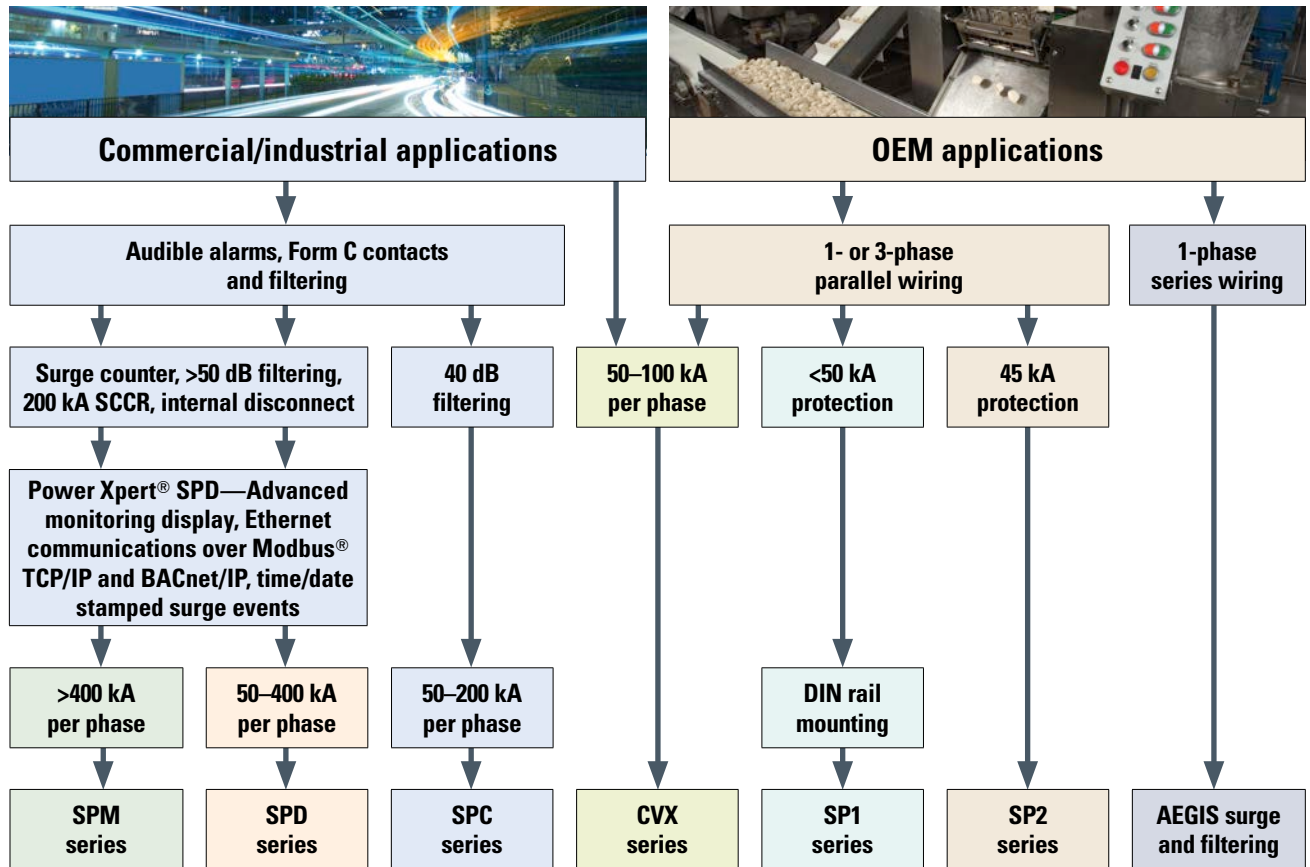 Commercial/industrial applications
OEM applications
Audible alarms, Form C contacts
and filtering
1- or 3-phase
parallel wiring
1-phase
series wiring
Surge counter, >50 dB filtering,
200 kA SCCR, internal disconnect
40 dB
filtering
50–100 kA
per phase
<50 kA
protection
45 kA
protection
Power Xpert® SPD—Advanced
monitoring display, Ethernet
communications over Modbus®
TCP/IP and BACnet/IP, time/date
stamped surge events
>400 kA
per phase
50–400 kA
per phase
50–200 kA
per phase
DIN rail
mounting
SPM
series
SPD
series
SPC
series
CVX
series
SP1
series
SP2
series
AEGIS surge
and filtering